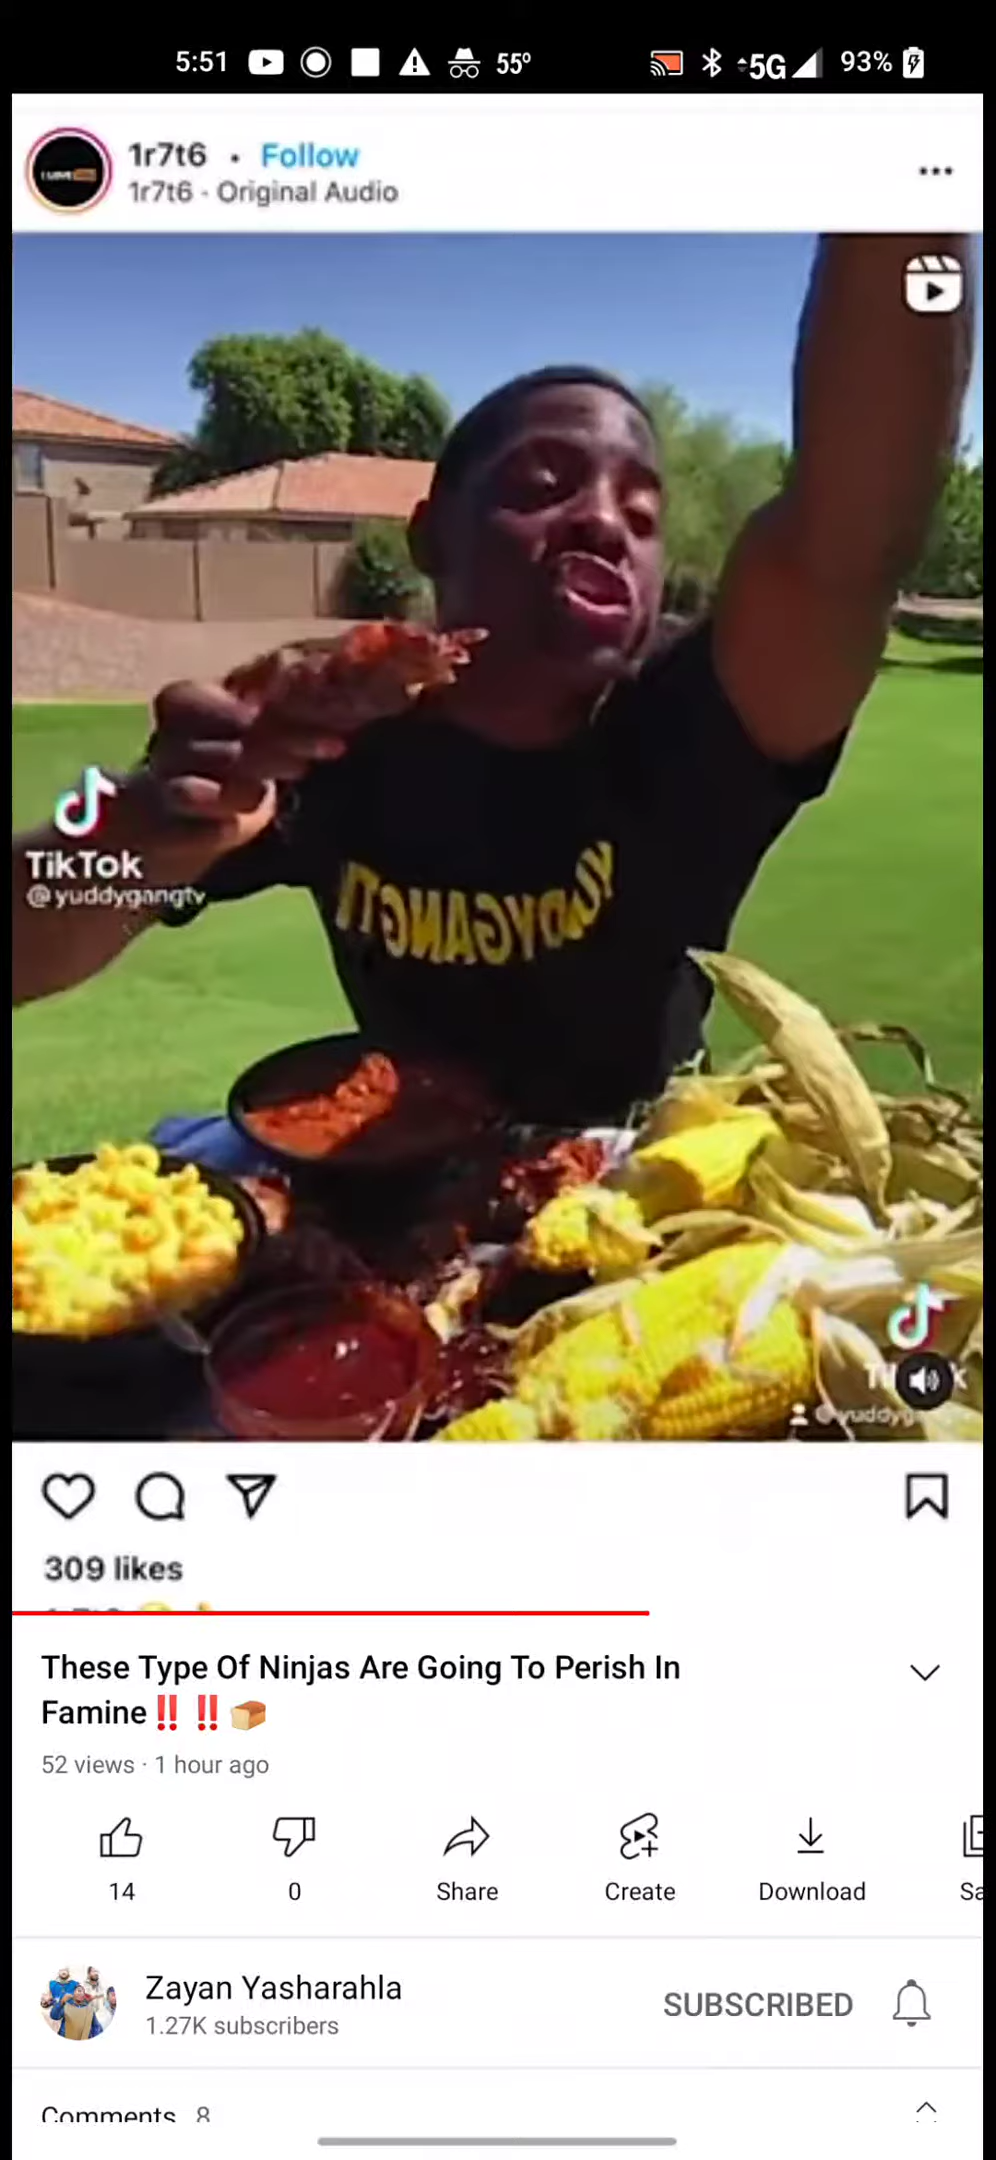 5:51 55° 5G 93%
1r7t6 • Follow
1r7t6 · Original Audio
TikTok
@yuddygangtv
YUDDYGANGTV
309 likes
These Type Of Ninjas Are Going To Perish In
Famine‼️ ‼️ 🍞
52 views · 1 hour ago
14 0 Share Create Download
Zayan Yasharahla
1.27K subscribers
SUBSCRIBED
Comments 8